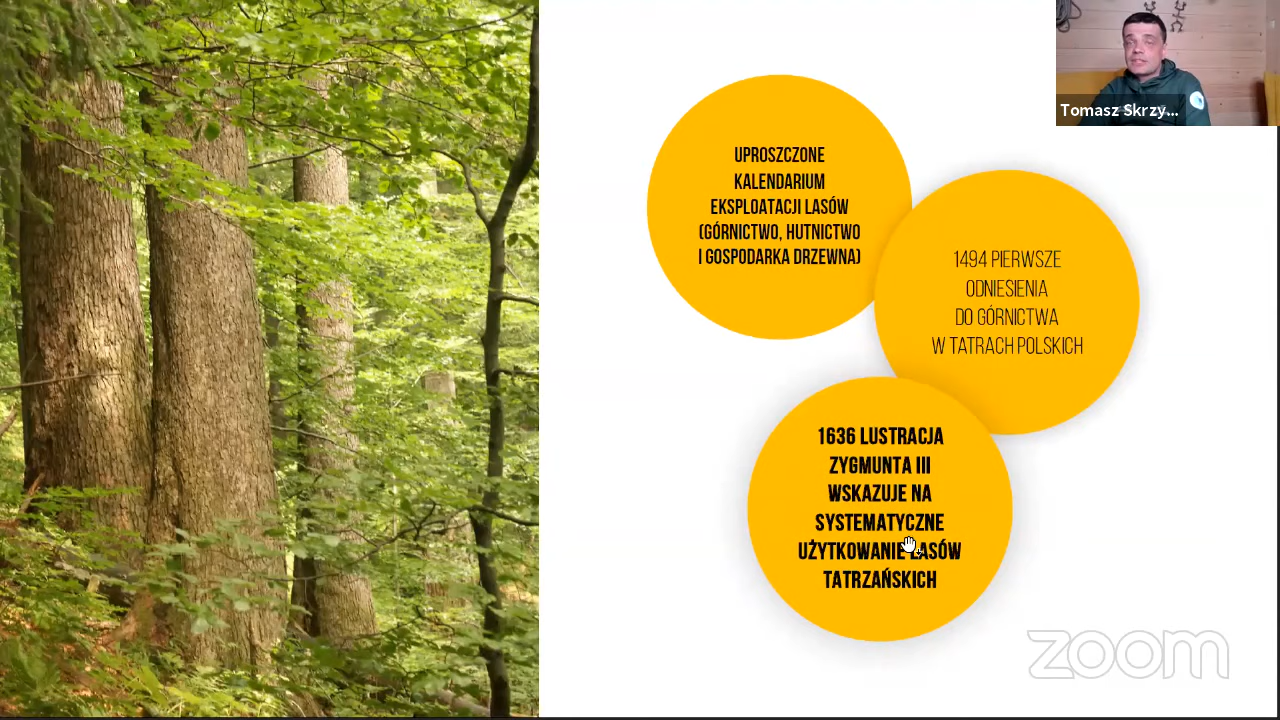 UPROSZCZONE
KALENDARIUM
EKSPLOATACJI LASÓW
(GÓRNICTWO, HUTNICTWO
I GOSPODARKA DRZEWNA)
1494 PIERWSZE
ODNIESIENIA
DO GÓRNICTWA
W TATRACH POLSKICH
1636 LUSTRACJA
ZYGMUNTA III
WSKAZUJE NA
SYSTEMATYCZNE
UŻYTKOWANIE LASÓW
TATRZAŃSKICH
Tomasz Skrzy...
zoom